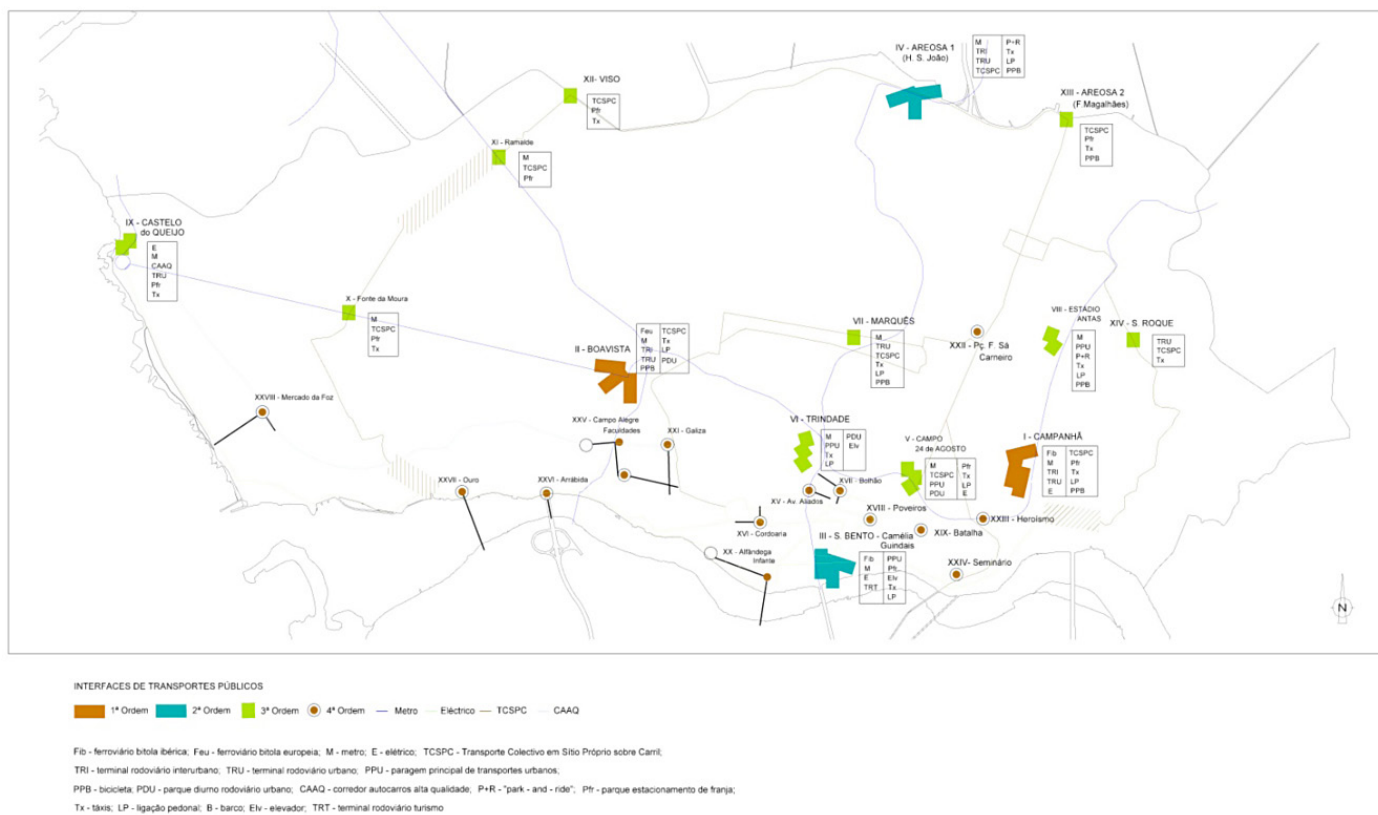 IV - AREOSA 1
(H. S. João)
M P+R
TRI Tx
TRU LP
TCSPC PPB
XII- VISO
TCSPC
Pfr
Tx
XIII - AREOSA 2
(F.Magalhães)
TCSPC
Pfr
Tx
PPB
XI - Ramalde
M
TCSPC
Pfr
IX - CASTELO
do QUEIJO
E
M
CAAQ
TRU
Pfr
Tx
X - Fonte da Moura
M
TCSPC
Pfr
Tx
II - BOAVISTA
Feu TCSPC
M Tx
TRI LP
TRU PDU
PPB
VII - MARQUÊS
M
TRU
TCSPC
Tx
LP
PPB
XXII - Pç. F. Sá
Carneiro
VIII - ESTÁDIO
ANTAS
M
PPU
P+R
Tx
LP
PPB
XIV - S. ROQUE
TRU
TCSPC
Tx
XXVIII - Mercado da Foz
XXV - Campo Alegre
Faculdades
XXI - Galiza
VI - TRINDADE
M PDU
PPU Elv
Tx
LP
V - CAMPO
24 de AGOSTO
M Pfr
TCSPC Tx
PPU LP
PDU E
I - CAMPANHÃ
Fib TCSPC
M Pfr
TRI Tx
TRU LP
E PPB
XXVII - Ouro
XXVI - Arrábida
XVII - Bolhão
XV - Av. Aliados
XVIII - Poveiros
XXIII - Heroísmo
XVI - Cordoaria
XIX- Batalha
III - S. BENTO - Camélia
Guindais
Fib PPU
M Pfr
E Elv
TRT Tx
LP
XX - Alfândega
Infante
XXIV- Seminário
N
INTERFACES DE TRANSPORTES PÚBLICOS
1ª Ordem 2ª Ordem 3ª Ordem 4ª Ordem Metro Eléctrico TCSPC CAAQ
Fib - ferroviário bitola ibérica; Feu - ferroviário bitola europeia; M - metro; E - elétrico; TCSPC - Transporte Colectivo em Sítio Próprio sobre Carril;
TRI - terminal rodoviário interurbano; TRU - terminal rodoviário urbano; PPU - paragem principal de transportes urbanos;
PPB - bicicleta; PDU - parque diurno rodoviário urbano; CAAQ - corredor autocarros alta qualidade; P+R - "park - and - ride"; Pfr - parque estacionamento de franja;
Tx - táxis; LP - ligação pedonal; B - barco; Elv - elevador; TRT - terminal rodoviário turismo